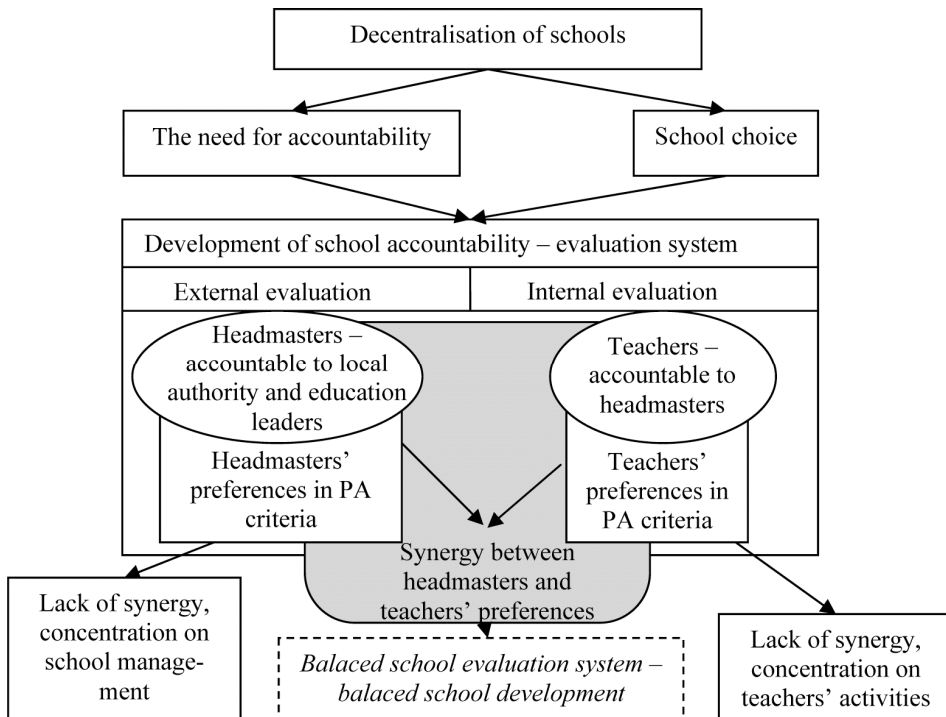 Decentralisation of schools
The need for accountability
School choice
Development of school accountability – evaluation system
External evaluation
Internal evaluation
Headmasters –
accountable to local
authority and education
leaders
Teachers –
accountable to
headmasters
Headmasters’
preferences in PA
criteria
Teachers’
preferences in
PA criteria
Synergy between
headmasters and
teachers’ preferences
Lack of synergy,
concentration on
school manage-
ment
Balaced school evaluation system –
balaced school development
Lack of synergy,
concentration on
teachers’ activities